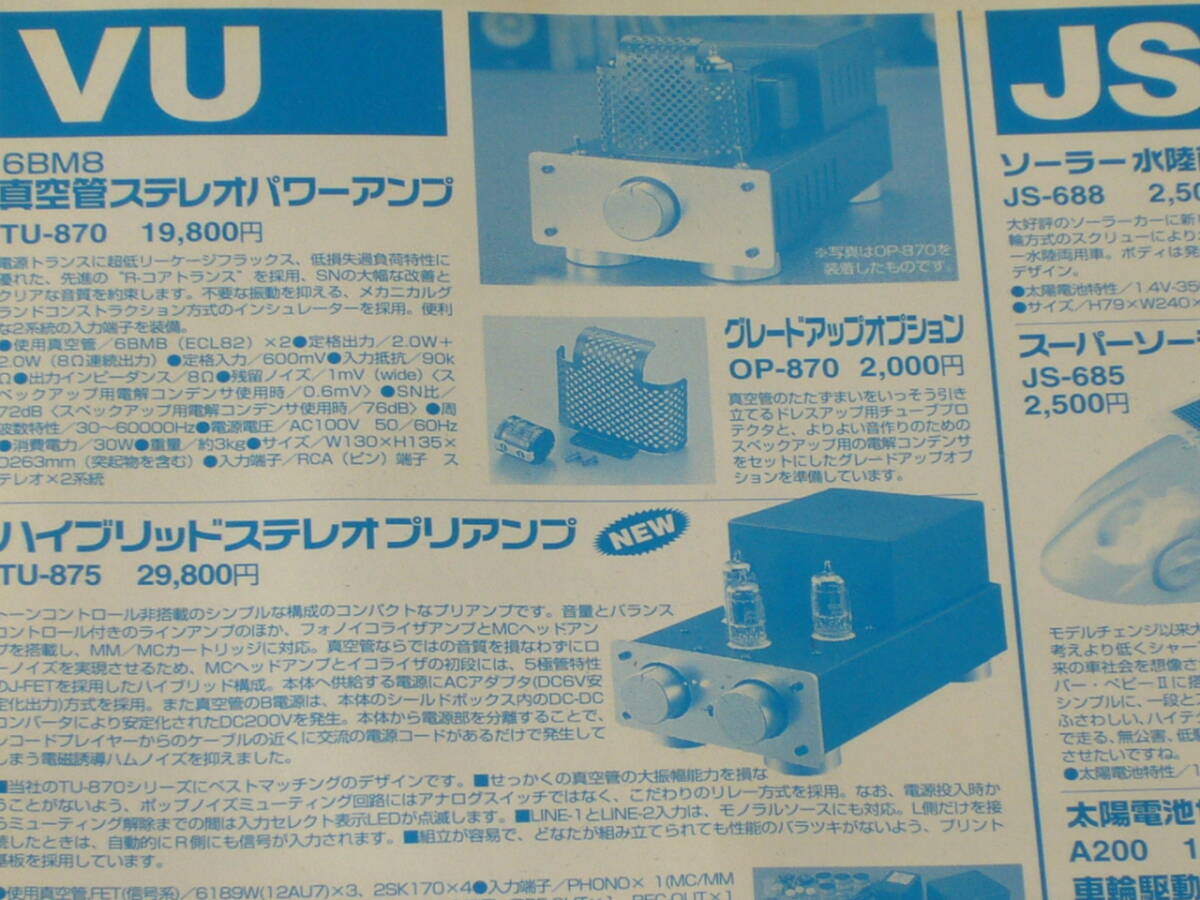 VU
6BM8
真空管ステレオパワーアンプ
TU-870 19,800円
電源トランスに超低リーケージフラックス、低損失過負荷特性に
優れた、先進の“R-コアトランス”を採用、SNの大幅な改善と
クリアな音質を約束します。不要な振動を抑える、メカニカルグ
ランドコンストラクション方式のインシュレーターを採用。便利
な2系統の入力端子を装備。
●使用真空管/6BMB(ECL82)×2●定格出力/2.0W+
2.0W(8Ω連続出力)●定格入力/600mV●入力抵抗/90k
Ω●出力インピーダンス/8Ω●残留ノイズ/1mV(wide)〈ス
ペックアップ用電解コンデンサ使用時/0.6mV〉●SN比/
72dB〈スペックアップ用電解コンデンサ使用時/76dB〉●周
波数特性/30〜60000Hz●電源電圧/AC100V 50/60Hz
●消費電力/30W●重量/約3kg●サイズ/W130×H135×
D263mm(突起物を含む)●入力端子/RCA(ピン)端子 ス
テレオ×2系統
※写真はOP-870を
装着したものです。
グレードアップオプション
OP-870 2,000円
真空管のたたずまいをいっそう引き
立てるドレスアップ用チューブプロ
テクタと、よりよい音作りのための
スペックアップ用の電解コンデンサ
をセットにしたグレードアップオプ
ションを準備しています。
ハイブリッドステレオプリアンプ
NEW
TU-875 29,800円
トーンコントロール非搭載のシンプルな構成のコンパクトなプリアンプです。音量とバランス
コントロール付きのラインアンプのほか、フォノイコライザアンプとMCヘッドアン
プを搭載し、MM/MCカートリッジに対応。真空管ならではの音質を損なわずにロ
ーノイズを実現させるため、MCヘッドアンプとイコライザの初段には、5極管特性
のJ-FETを採用したハイブリッド構成。本体へ供給する電源にACアダプタ(DC6V安
定化出力)方式を採用。また真空管のB電源は、本体のシールドボックス内のDC-DC
コンバータにより安定化されたDC200Vを発生。本体から電源部を分離することで、
レコードプレイヤーからのケーブルの近くに交流の電源コードがあるだけで発生して
しまう電磁誘導ハムノイズを抑えました。
■当社のTU-870シリーズにベストマッチングのデザインです。■せっかくの真空管の大振幅能力を損な
うことがないよう、ポップノイズミューティング回路にはアナログスイッチではなく、こだわりのリレー方式を採用。なお、電源投入時か
らミューティング解除までの間は入力セレクト表示LEDが点滅します。■LINE-1とLINE-2入力は、モノラルソースにも対応。L側だけを接
続したときは、自動的にR側にも信号が入力されます。■組立が容易で、どなたが組み立てられても性能のバラツキがないよう、プリント
基板を採用しています。
●使用真空管,FET(信号系)/6189W(12AU7)×3、2SK170×4●入力端子/PHONO× 1(MC/MM
JS
ソーラー水陸
JS-688 2,50
大好評のソーラーカーに新
輪方式のスクリューにより
ー水陸両用車。ボディは発
デザイン。
●太陽電池特性/1.4V-35
●サイズ/H79×W240×
スーパーソー
JS-685
2,500円
モデルチェンジ以来
考えより低くシャー
来の車社会を想像さ
パー・ベビーⅡに搭
シンプルに、一段と
ふさわしい、ハイデ
で走る、無公害、低
させたいですね。
●太陽電池特性/1
太陽電池
A200 1
車輪駆動